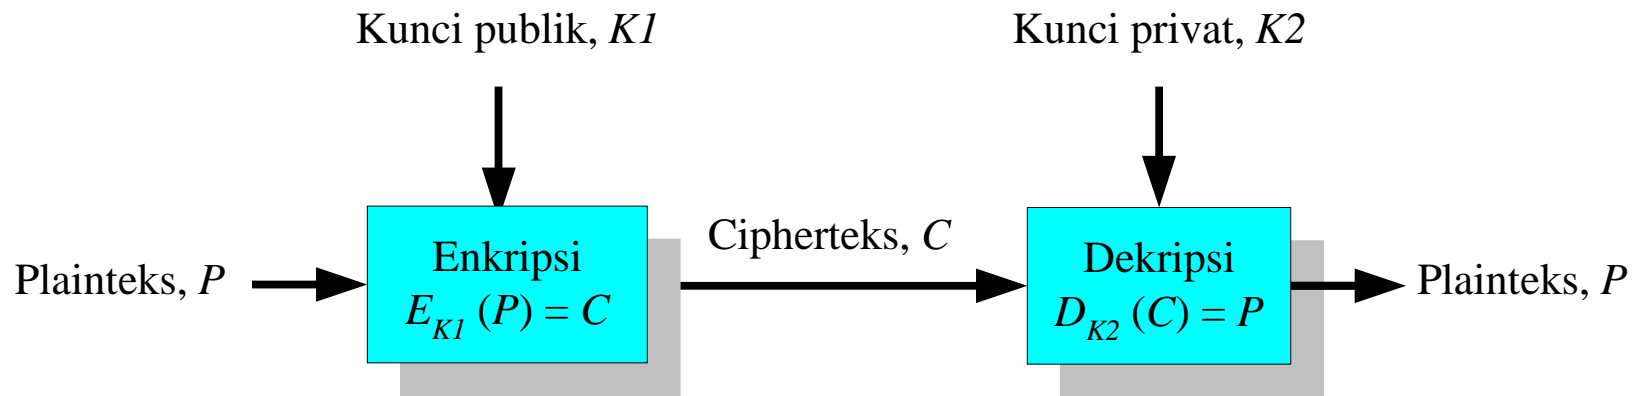 Kunci publik, K1
Kunci privat, K2
Plainteks, P
Enkripsi
E_K1 (P) = C
Cipherteks, C
Dekripsi
D_K2 (C) = P
Plainteks, P